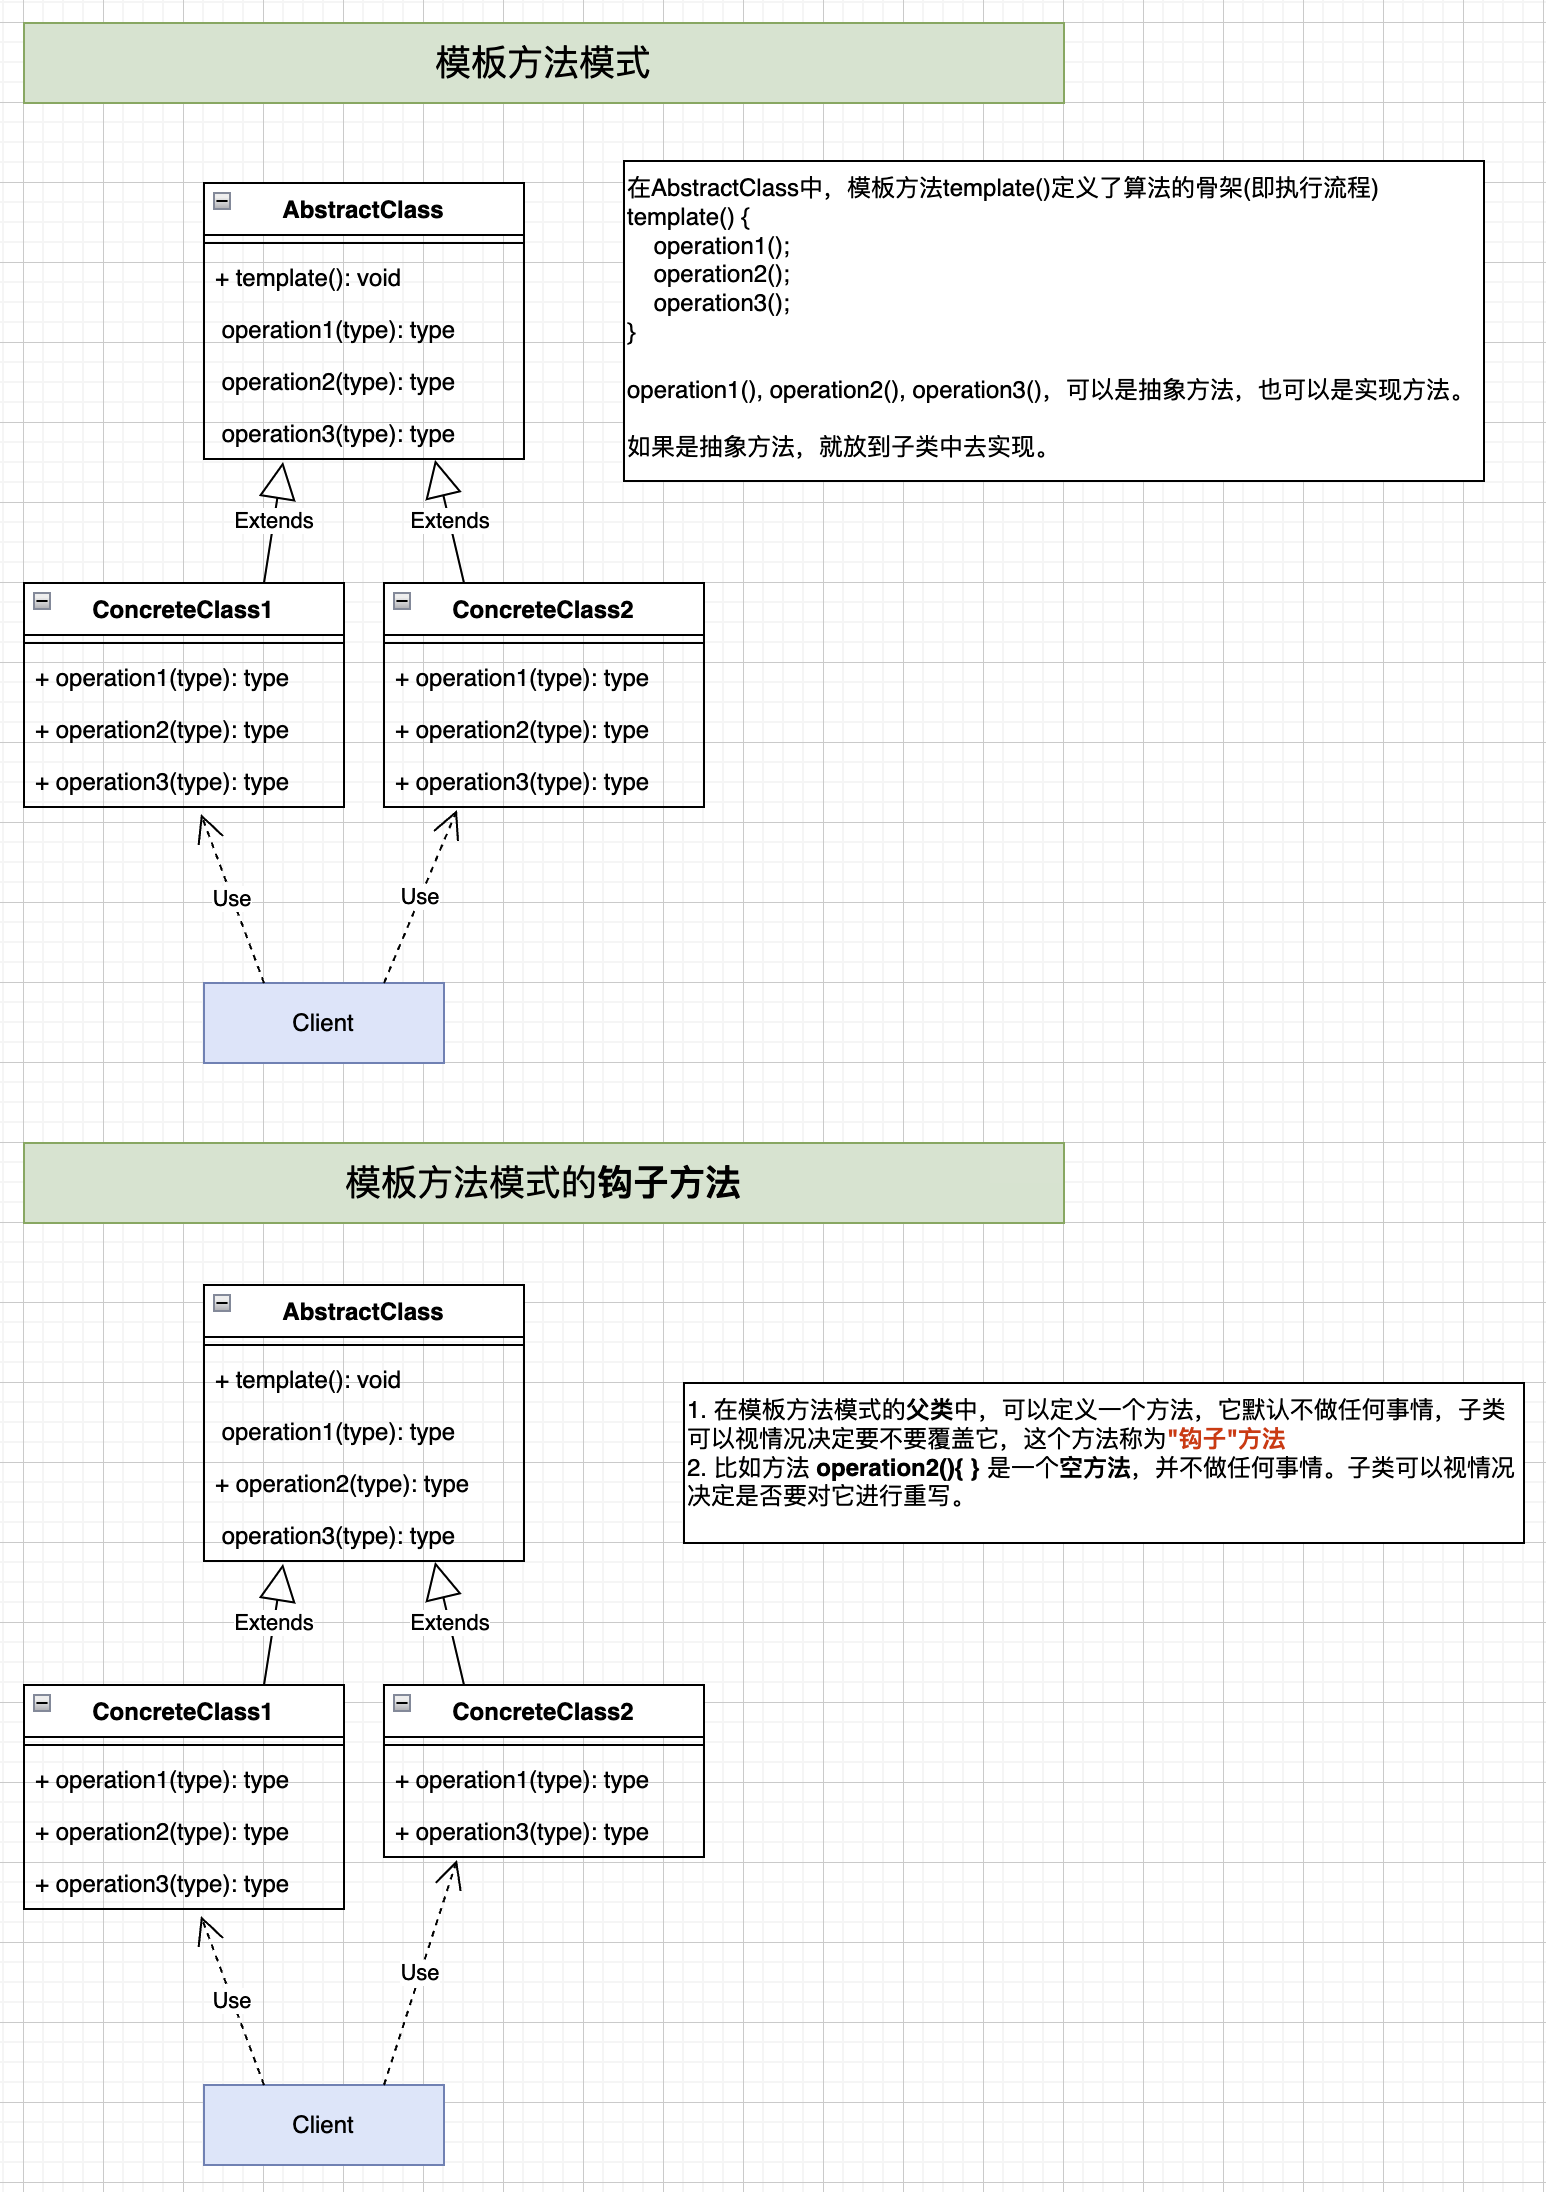 模板方法模式
AbstractClass
+ template(): void
operation1(type): type
operation2(type): type
operation3(type): type
在AbstractClass中，模板方法template()定义了算法的骨架(即执行流程)
template() {
operation1();
operation2();
operation3();
}
operation1(), operation2(), operation3()，可以是抽象方法，也可以是实现方法。
如果是抽象方法，就放到子类中去实现。
Extends
Extends
ConcreteClass1
+ operation1(type): type
+ operation2(type): type
+ operation3(type): type
ConcreteClass2
+ operation1(type): type
+ operation2(type): type
+ operation3(type): type
Use
Use
Client
模板方法模式的钩子方法
AbstractClass
+ template(): void
operation1(type): type
+ operation2(type): type
operation3(type): type
1. 在模板方法模式的父类中，可以定义一个方法，它默认不做任何事情，子类
可以视情况决定要不要覆盖它，这个方法称为"钩子"方法
2. 比如方法 operation2(){ } 是一个空方法，并不做任何事情。子类可以视情况
决定是否要对它进行重写。
Extends
Extends
ConcreteClass1
+ operation1(type): type
+ operation2(type): type
+ operation3(type): type
ConcreteClass2
+ operation1(type): type
+ operation3(type): type
Use
Use
Client